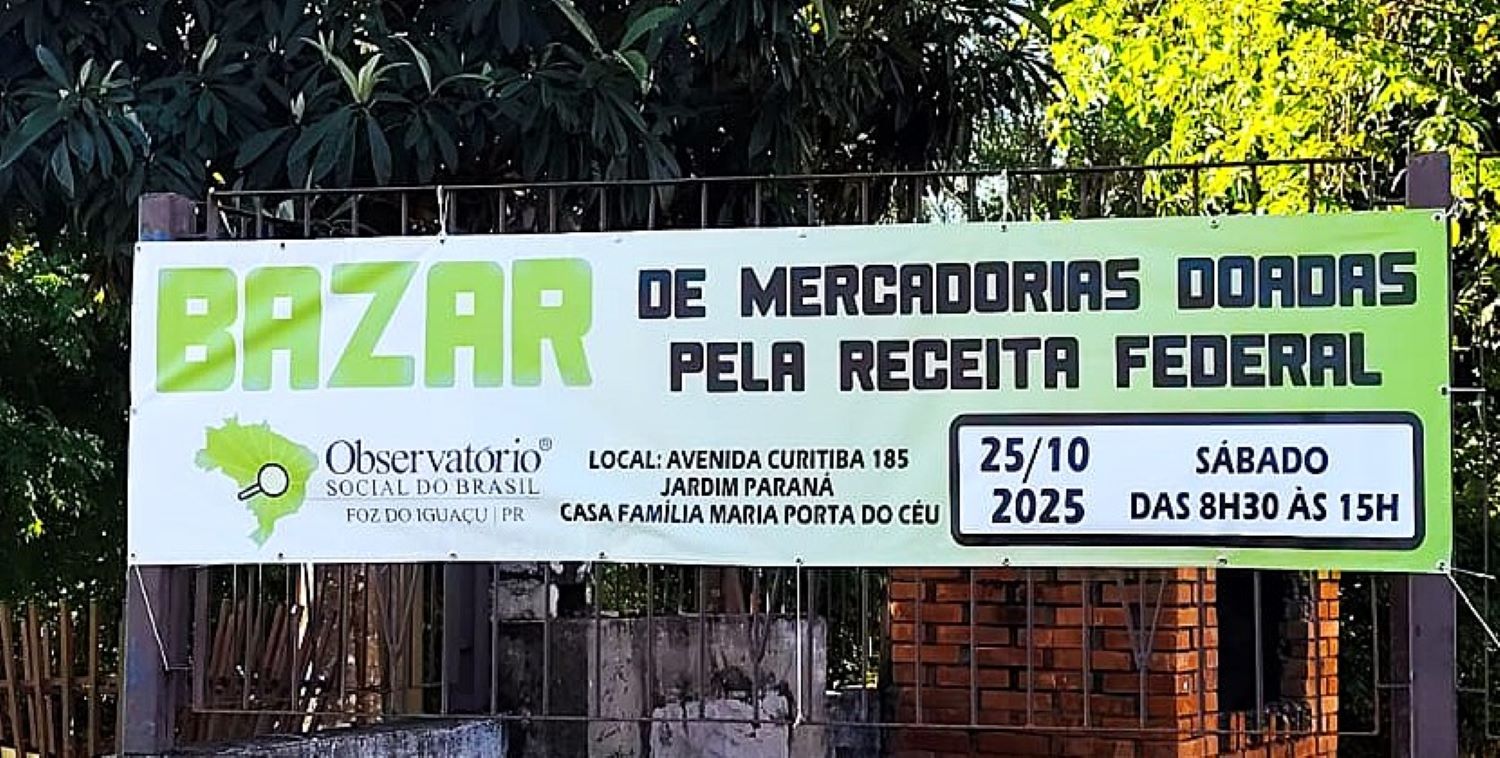 BAZAR
DE MERCADORIAS DOADAS
PELA RECEITA FEDERAL
Observatório®
SOCIAL DO BRASIL
FOZ DO IGUAÇU | PR
LOCAL: AVENIDA CURITIBA 185
JARDIM PARANÁ
CASA FAMÍLIA MARIA PORTA DO CÉU
25/10
2025
SÁBADO
DAS 8H30 ÀS 15H